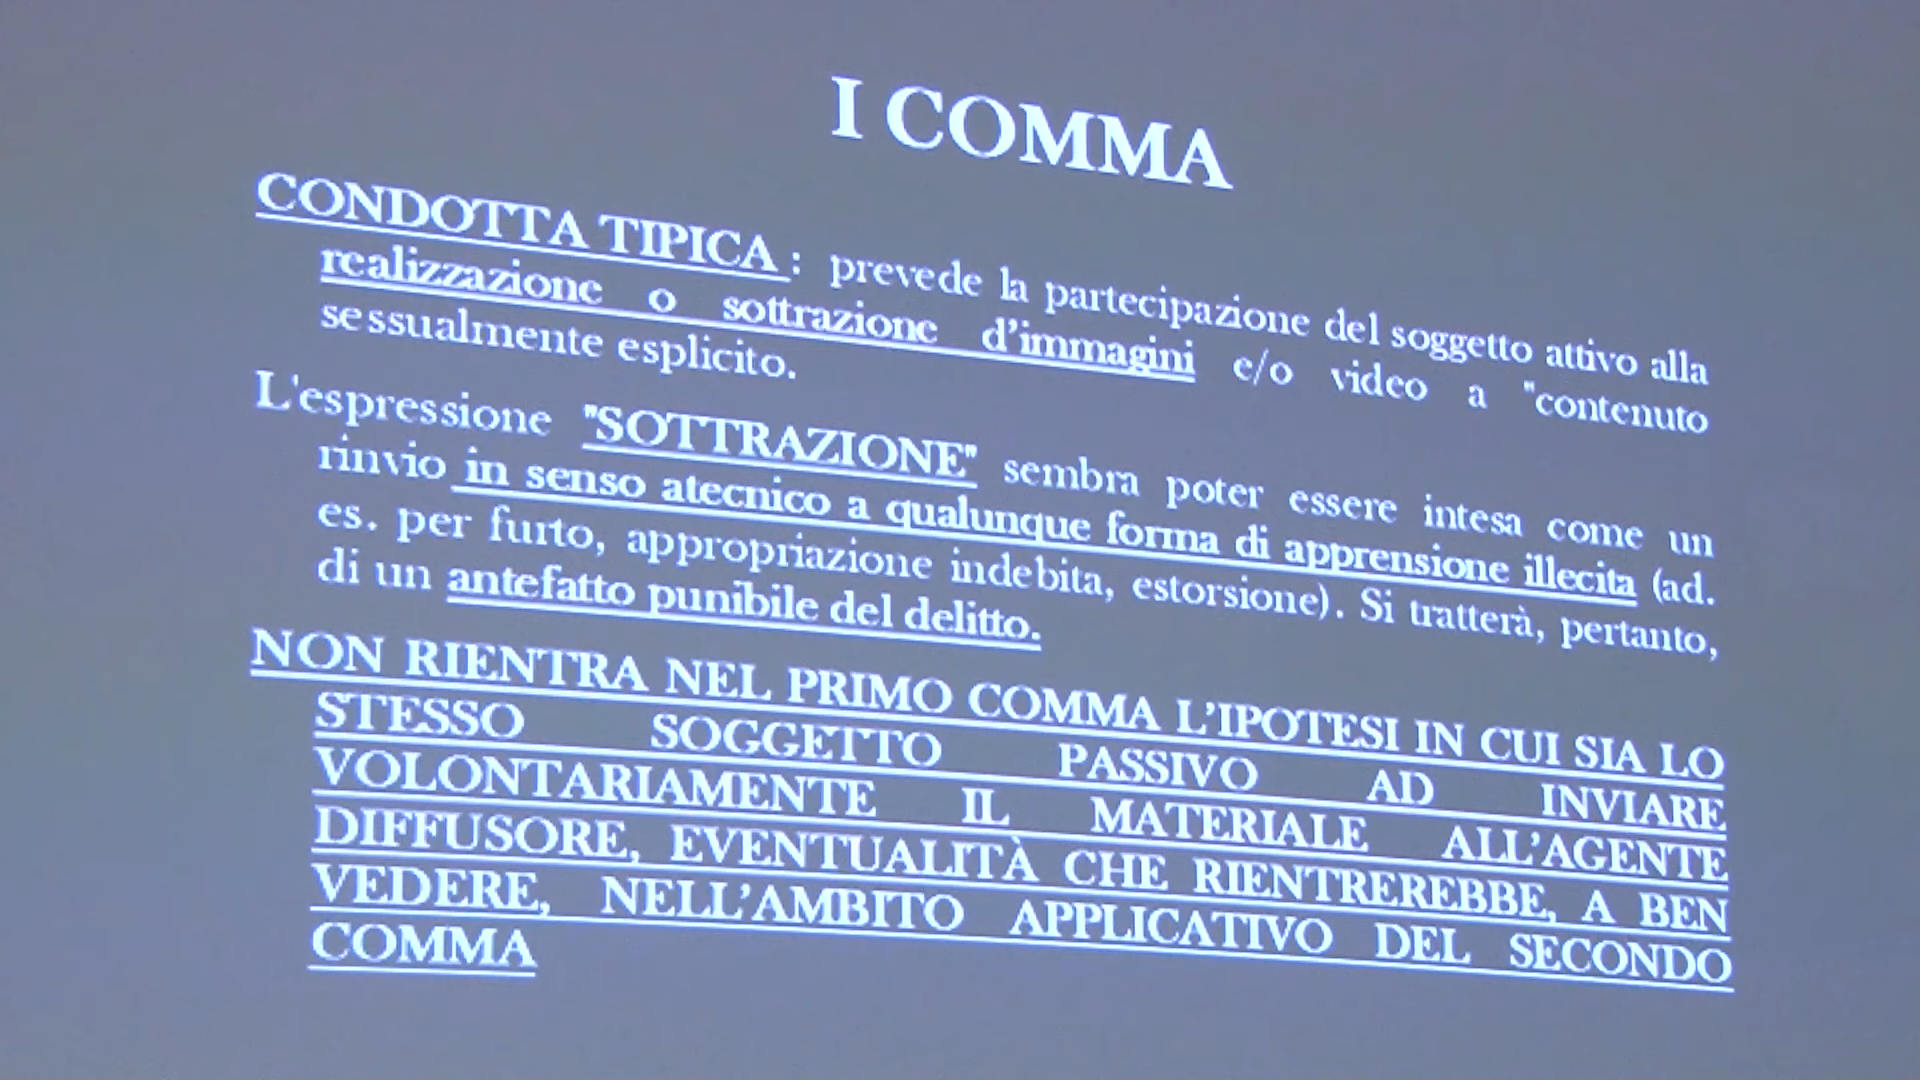 I COMMA
CONDOTTA TIPICA : prevede la partecipazione del soggetto attivo alla
realizzazione o sottrazione d'immagini e/o video a "contenuto
sessualmente esplicito.
L'espressione "SOTTRAZIONE" sembra poter essere intesa come un
rinvio in senso atecnico a qualunque forma di apprensione illecita (ad.
es. per furto, appropriazione indebita, estorsione). Si tratterà, pertanto,
di un antefatto punibile del delitto.
NON RIENTRA NEL PRIMO COMMA L'IPOTESI IN CUI SIA LO
STESSO SOGGETTO PASSIVO AD INVIARE
VOLONTARIAMENTE IL MATERIALE ALL'AGENTE
DIFFUSORE, EVENTUALITÀ CHE RIENTREREBBE, A BEN
VEDERE, NELL'AMBITO APPLICATIVO DEL SECONDO
COMMA